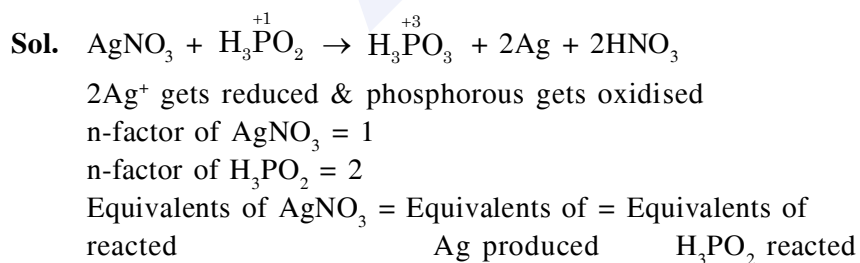 +1 +3
Sol. AgNO₃ + H₃PO₂ → H₃PO₃ + 2Ag + 2HNO₃
2Ag⁺ gets reduced & phosphorous gets oxidised
n-factor of AgNO₃ = 1
n-factor of H₃PO₂ = 2
Equivalents of AgNO₃ = Equivalents of = Equivalents of
reacted Ag produced H₃PO₂ reacted